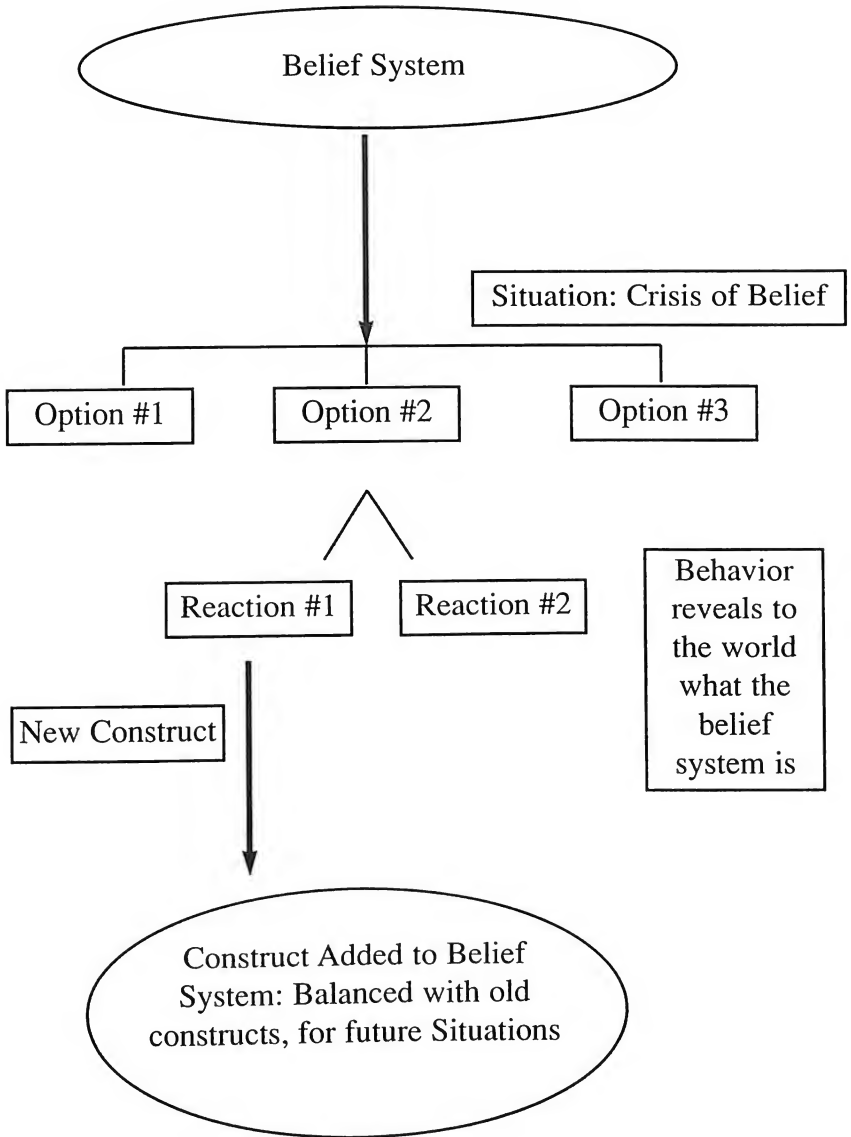 Belief System
Situation: Crisis of Belief
Option #1
Option #2
Option #3
Reaction #1
Reaction #2
Behavior
reveals to
the world
what the
belief
system is
New Construct
Construct Added to Belief
System: Balanced with old
constructs, for future Situations